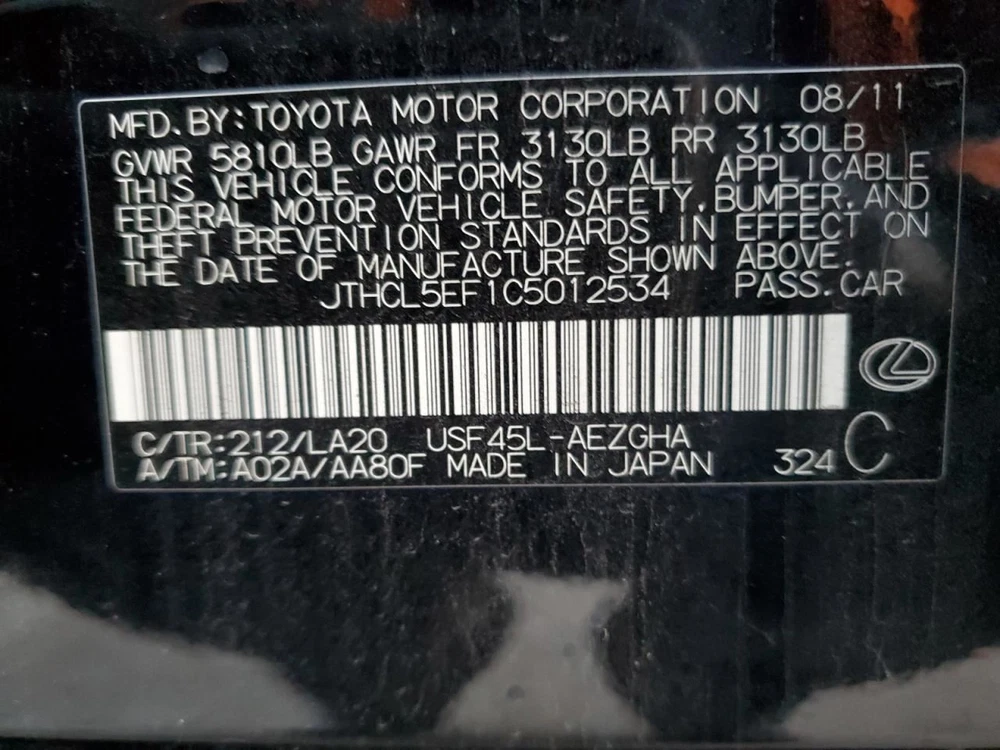 MFD.BY:TOYOTA MOTOR CORPORATION 08/11
GVWR 5810LB GAWR FR 3130LB RR 3130LB
THIS VEHICLE CONFORMS TO ALL APPLICABLE
FEDERAL MOTOR VEHICLE SAFETY,BUMPER,AND
THEFT PREVENTION STANDARDS IN EFFECT ON
THE DATE OF MANUFACTURE SHOWN ABOVE.
JTHCL5EF1C5012534 PASS.CAR
C/TR:212/LA20 USF45L-AEZGHA
A/TM:A02A/AA80F MADE IN JAPAN 324 C